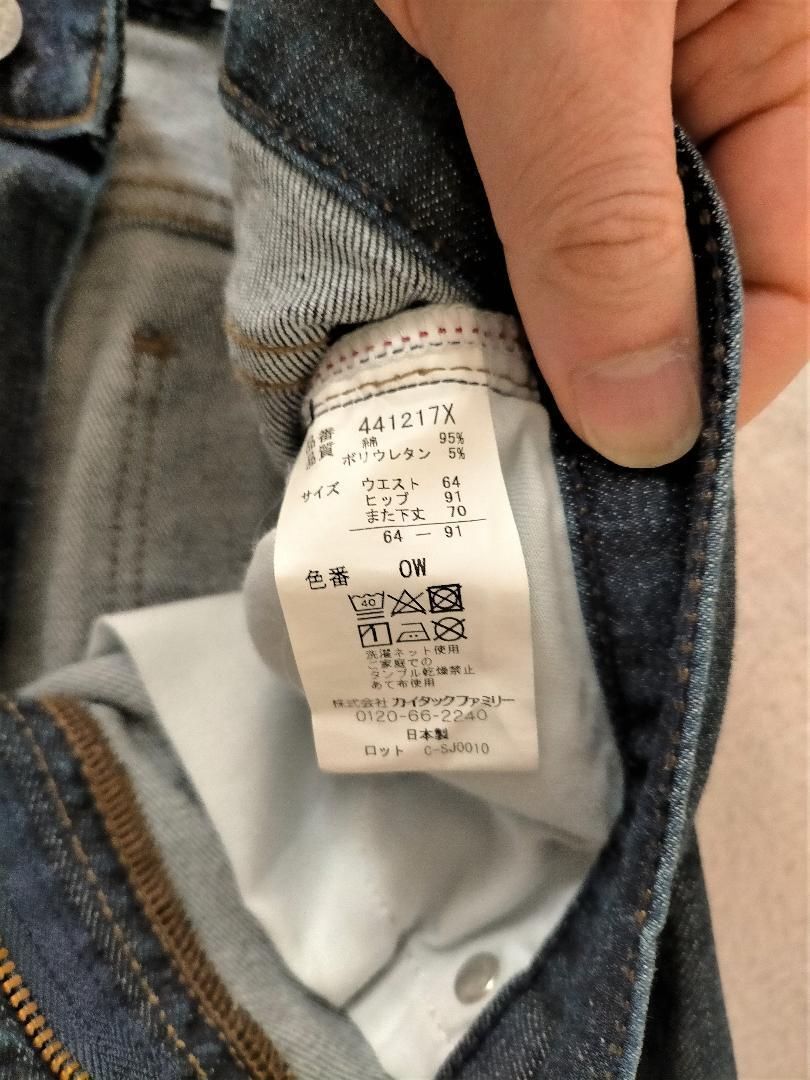 品番 441217X
品質 綿 95%
ポリウレタン 5%
サイズ ウエスト 64
ヒップ 91
また下丈 70
64 — 91
色番 OW
40
洗濯ネット使用
ご家庭での
タンブル乾燥禁止
あて布使用
株式会社 カイタックファミリー
0120-66-2240
日本製
ロット C-SJ0010